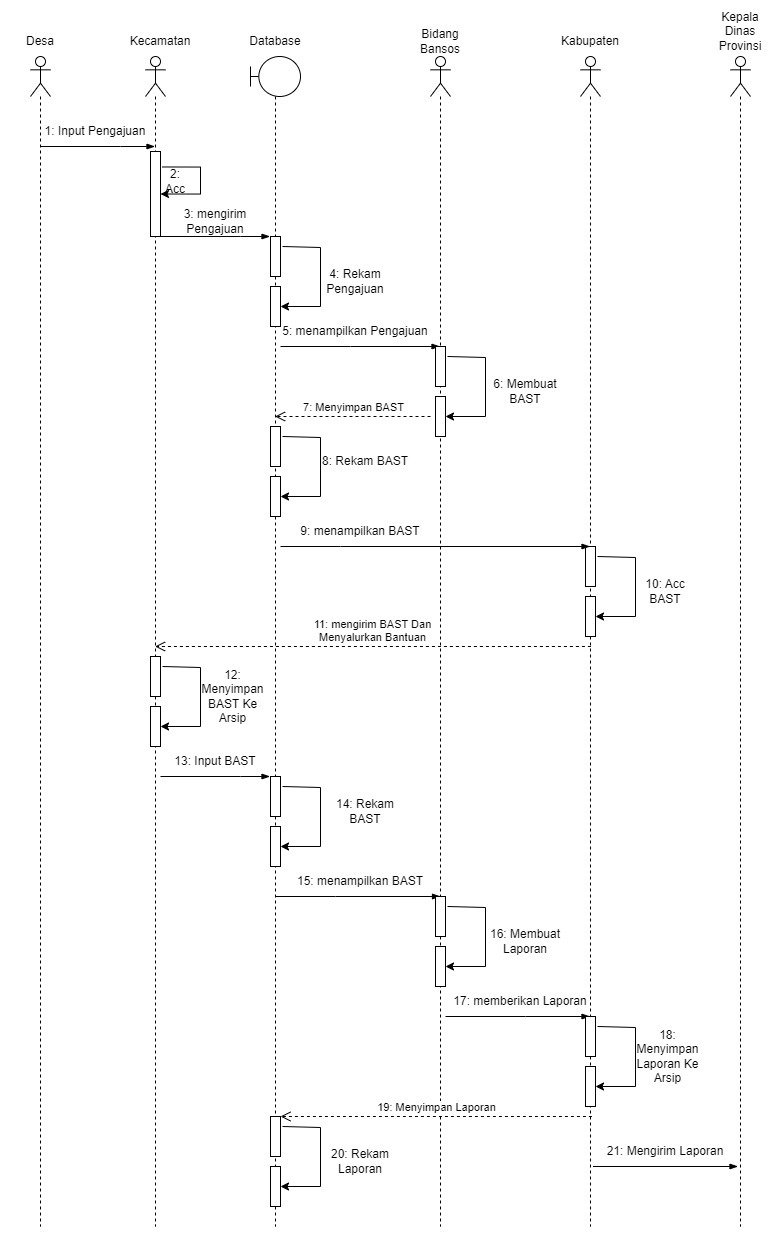 Desa
Kecamatan
Database
Bidang
Bansos
Kabupaten
Kepala
Dinas
Provinsi
1: Input Pengajuan
2:
Acc
3: mengirim
Pengajuan
4: Rekam
Pengajuan
5: menampilkan Pengajuan
6: Membuat
BAST
7: Menyimpan BAST
8: Rekam BAST
9: menampilkan BAST
10: Acc
BAST
11: mengirim BAST Dan
Menyalurkan Bantuan
12:
Menyimpan
BAST Ke
Arsip
13: Input BAST
14: Rekam
BAST
15: menampilkan BAST
16: Membuat
Laporan
17: memberikan Laporan
18:
Menyimpan
Laporan Ke
Arsip
19: Menyimpan Laporan
20: Rekam
Laporan
21: Mengirim Laporan